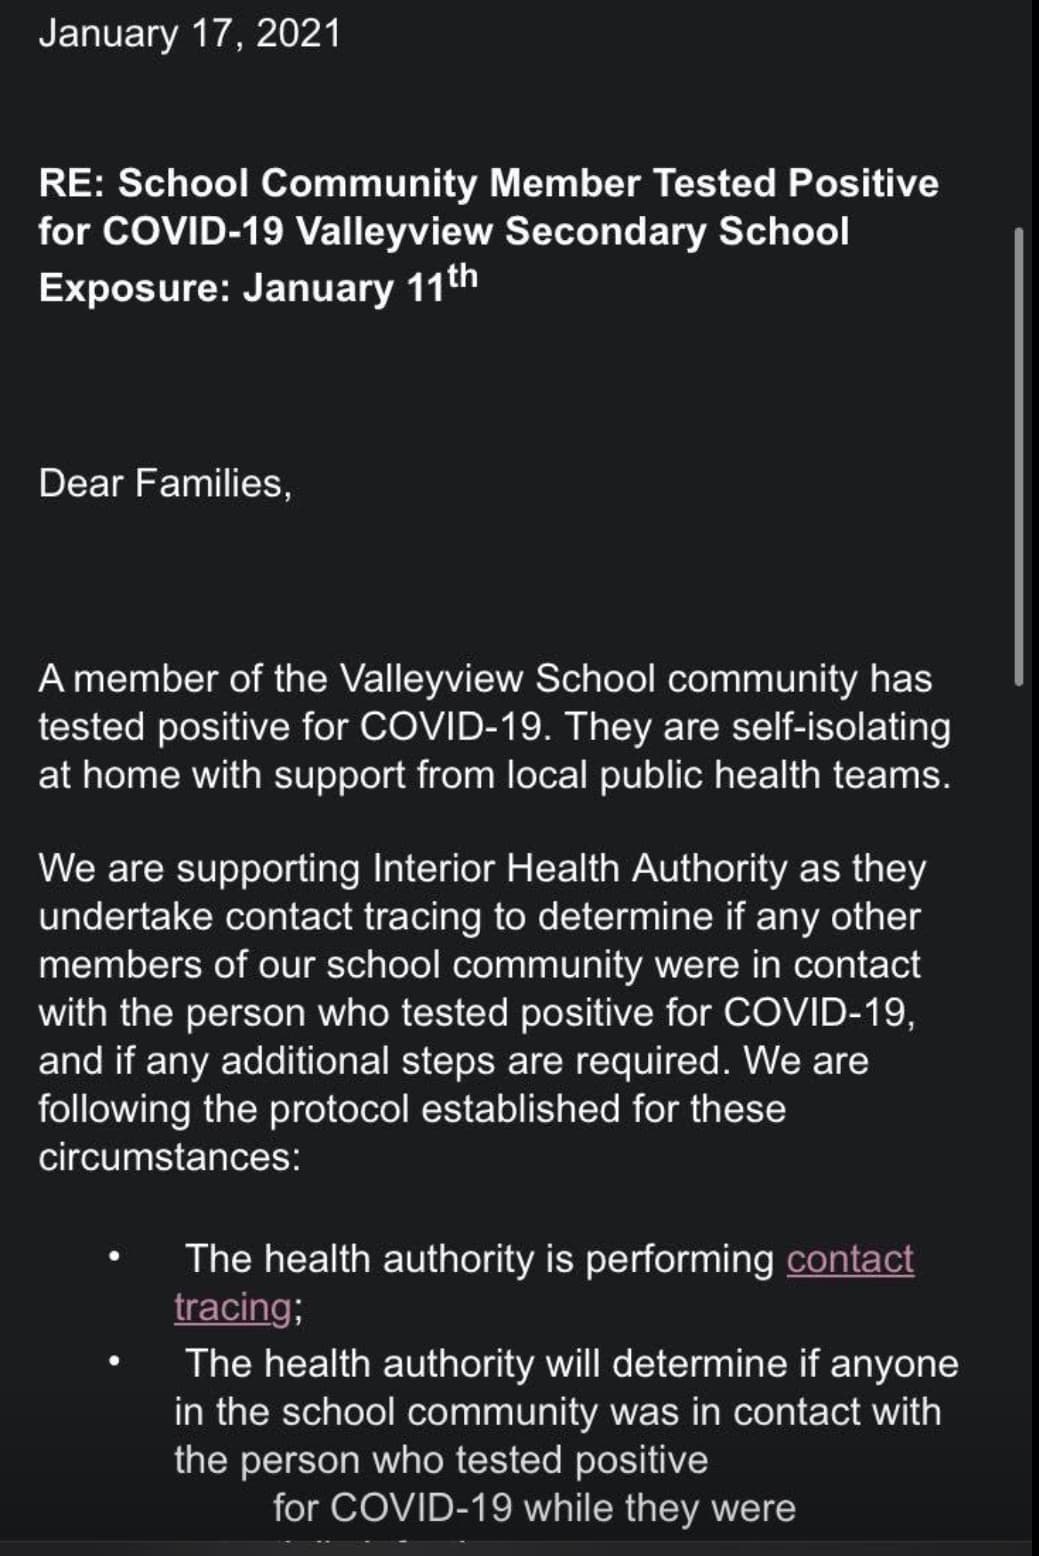 January 17, 2021
RE: School Community Member Tested Positive
for COVID-19 Valleyview Secondary School
Exposure: January 11th
Dear Families,
A member of the Valleyview School community has
tested positive for COVID-19. They are self-isolating
at home with support from local public health teams.
We are supporting Interior Health Authority as they
undertake contact tracing to determine if any other
members of our school community were in contact
with the person who tested positive for COVID-19,
and if any additional steps are required. We are
following the protocol established for these
circumstances:
• The health authority is performing contact
tracing;
• The health authority will determine if anyone
in the school community was in contact with
the person who tested positive
for COVID-19 while they were